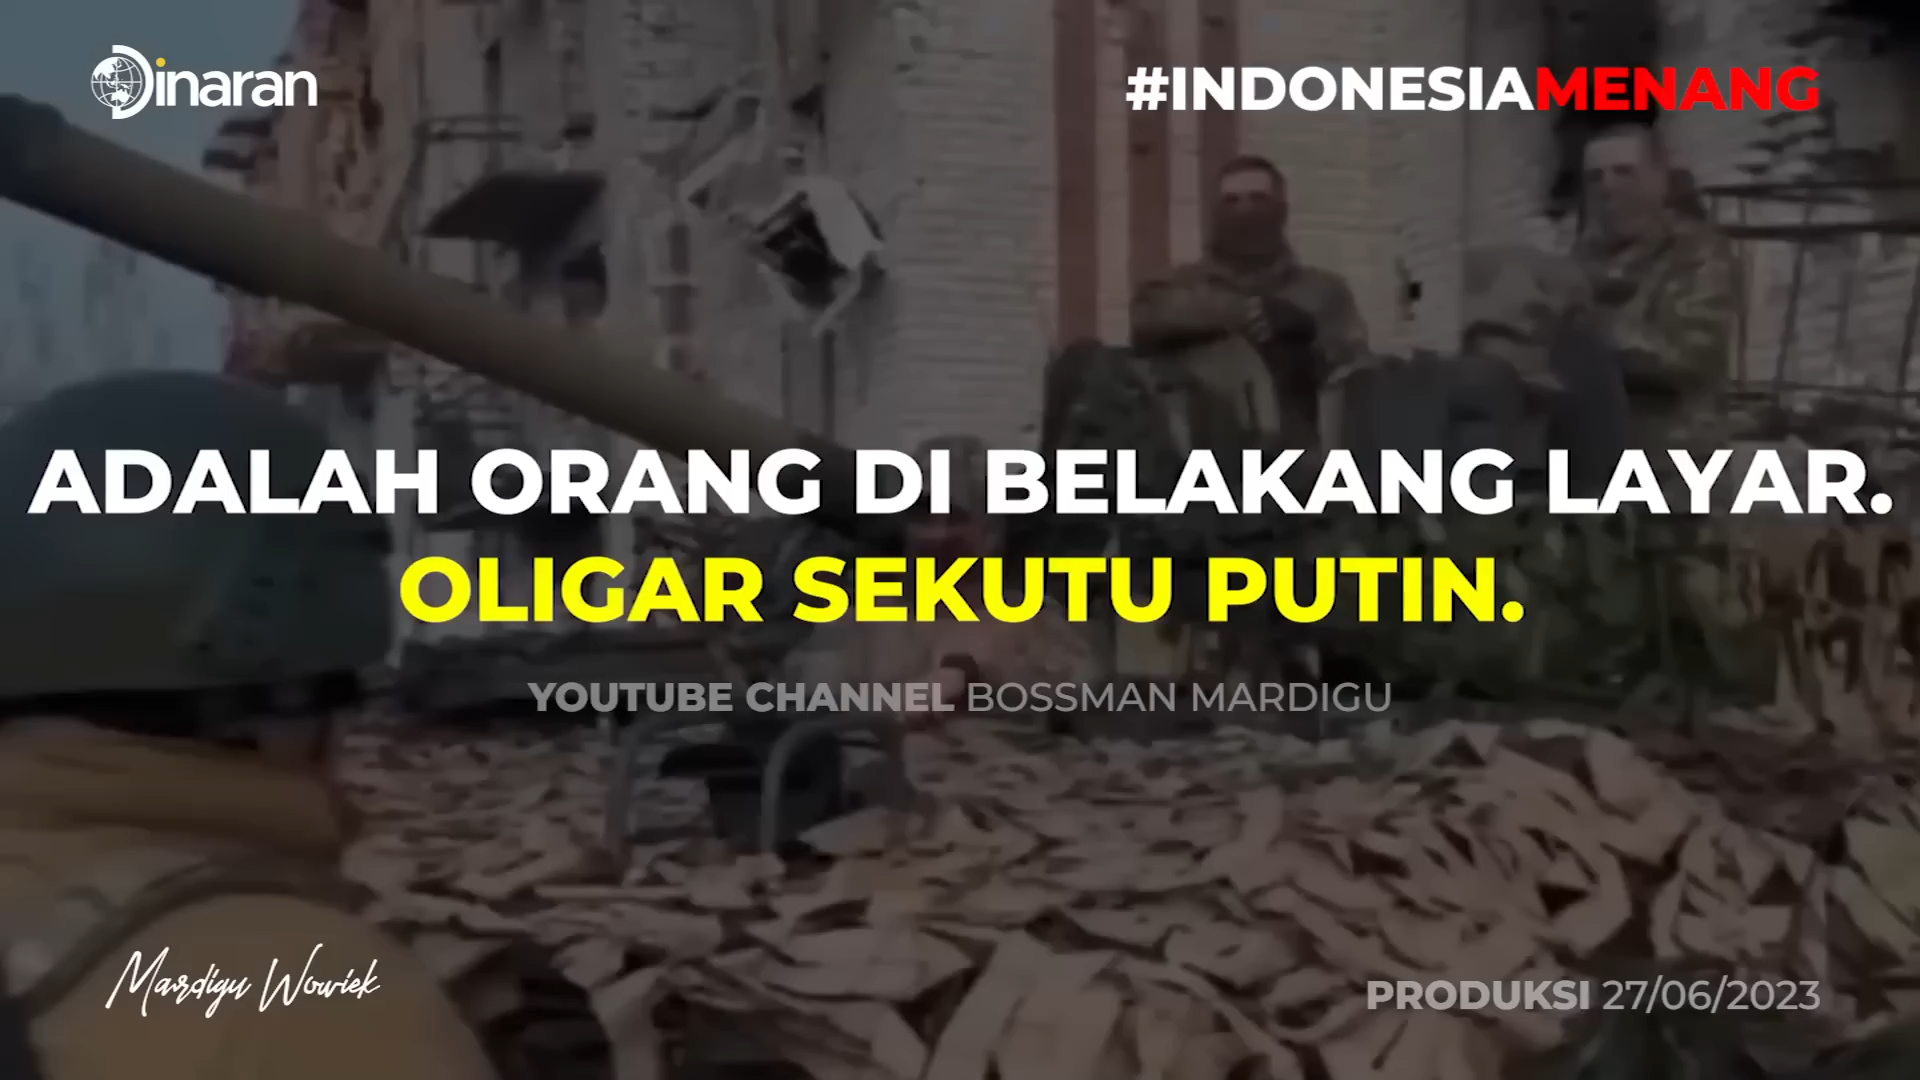 Dinaran
#INDONESIAMENANG
ADALAH ORANG DI BELAKANG LAYAR.
OLIGAR SEKUTU PUTIN.
YOUTUBE CHANNEL BOSSMAN MARDIGU
Mardigu Wowiek
PRODUKSI 27/06/2023